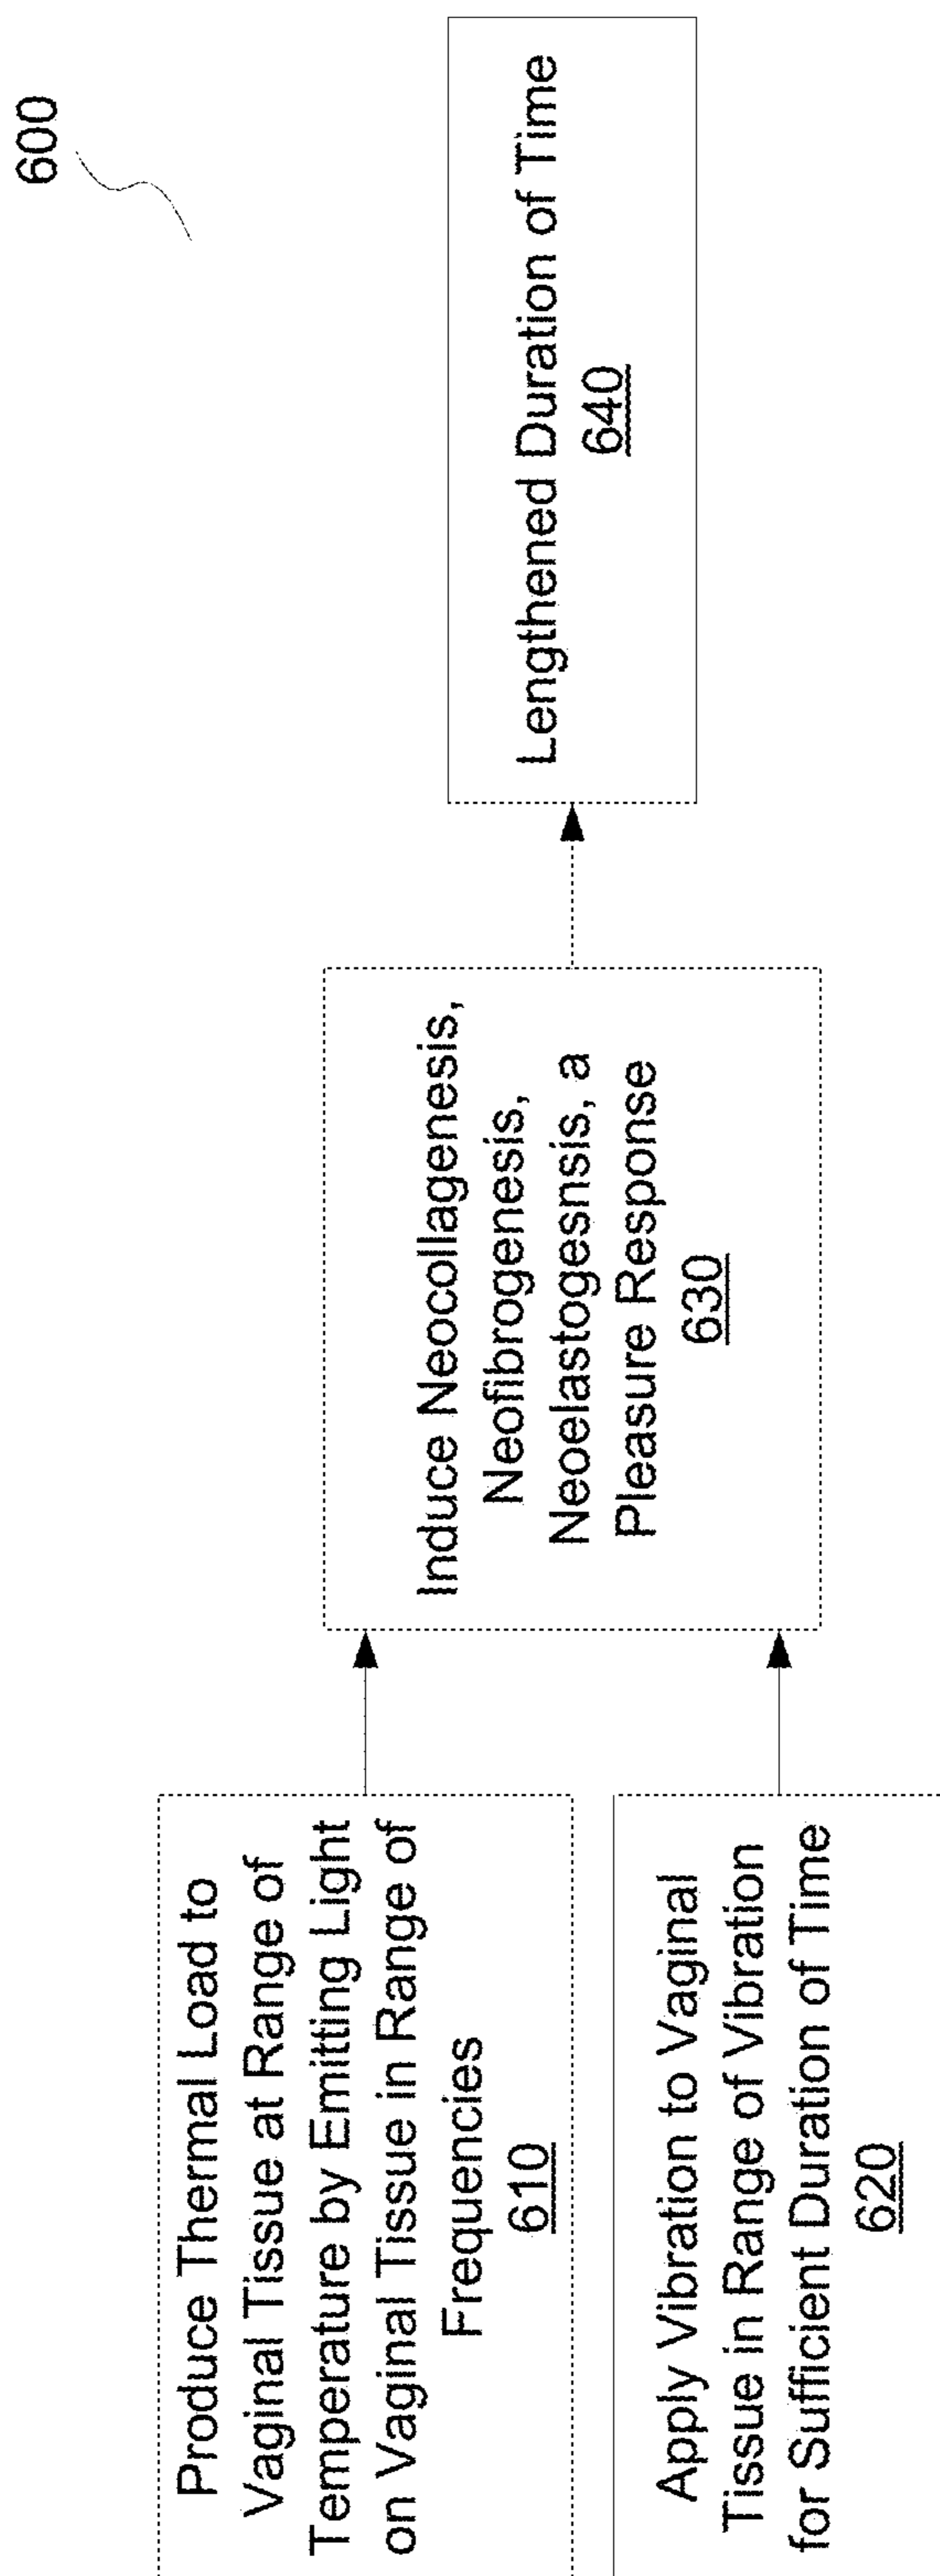 600
Produce Thermal Load to
Vaginal Tissue at Range of
Temperature by Emitting Light
on Vaginal Tissue in Range of
Frequencies
610
Apply Vibration to Vaginal
Tissue in Range of Vibration
for Sufficient Duration of Time
620
Induce Neocollagenesis,
Neofibrogenesis,
Neoelastogesnsis, a
Pleasure Response
630
Lengthened Duration of Time
640